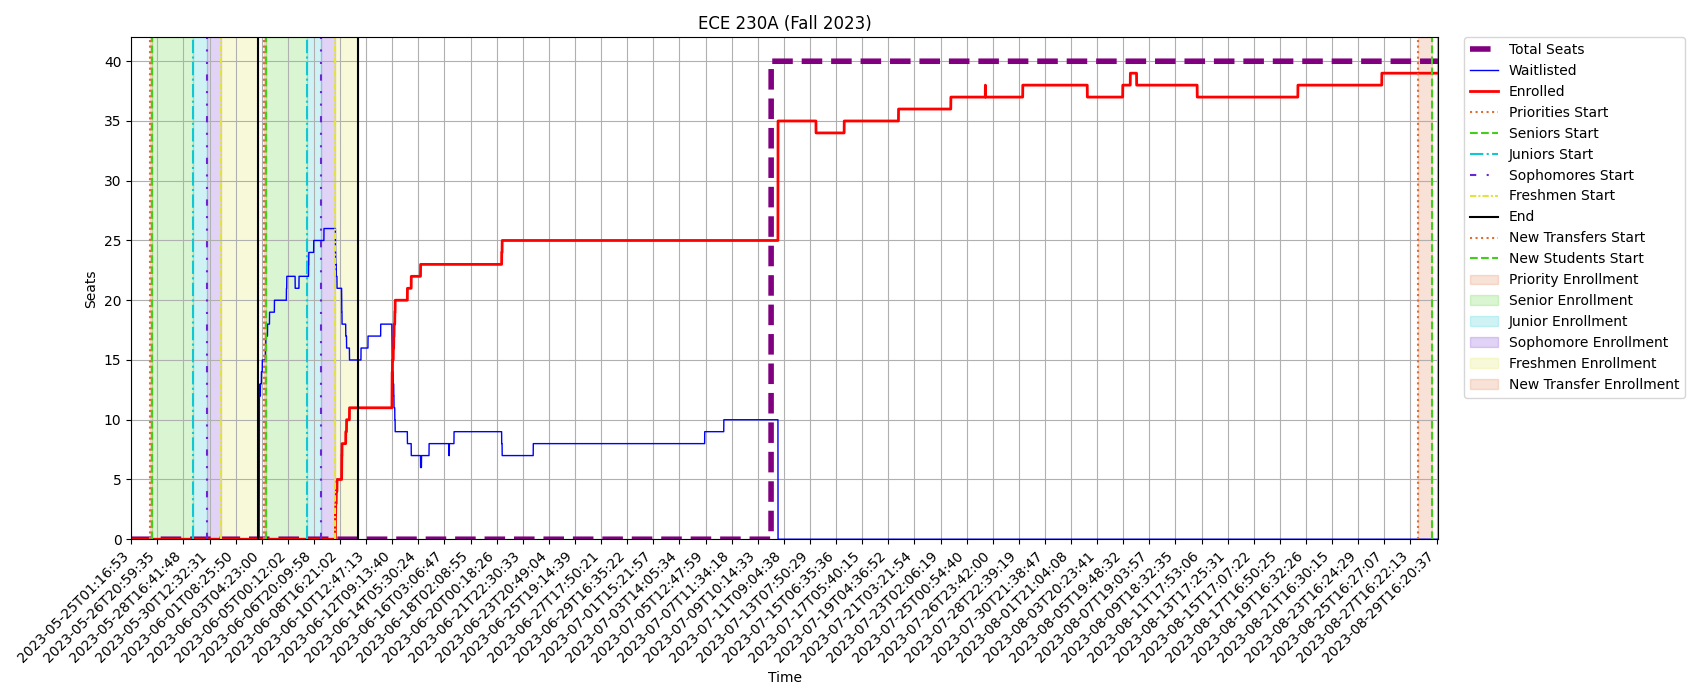 ECE 230A (Fall 2023)
40
35
30
25
20
15
10
5
0
Seats
2023-05-25T01:16:53
2023-05-26T20:59:35
2023-05-28T16:41:48
2023-05-30T12:32:31
2023-06-01T08:25:50
2023-06-03T04:23:00
2023-06-05T00:12:02
2023-06-06T20:09:58
2023-06-08T16:21:02
2023-06-10T12:47:13
2023-06-12T09:13:40
2023-06-14T05:30:24
2023-06-16T03:06:47
2023-06-18T02:08:55
2023-06-20T00:18:26
2023-06-21T22:30:33
2023-06-23T20:49:04
2023-06-25T19:14:39
2023-06-27T17:50:21
2023-06-29T16:35:22
2023-07-01T15:21:57
2023-07-03T14:05:34
2023-07-05T12:47:59
2023-07-07T11:34:18
2023-07-09T10:14:33
2023-07-11T09:04:38
2023-07-13T07:50:29
2023-07-15T06:35:36
2023-07-17T05:40:15
2023-07-19T04:36:52
2023-07-21T03:21:54
2023-07-23T02:06:19
2023-07-25T00:54:40
2023-07-26T23:42:00
2023-07-28T22:39:19
2023-07-30T21:38:47
2023-08-01T21:04:08
2023-08-03T20:23:41
2023-08-05T19:48:32
2023-08-07T19:03:57
2023-08-09T18:32:35
2023-08-11T17:53:06
2023-08-13T17:25:31
2023-08-15T17:07:22
2023-08-17T16:50:25
2023-08-19T16:32:26
2023-08-21T16:30:15
2023-08-23T16:24:29
2023-08-25T16:27:07
2023-08-27T16:22:13
2023-08-29T16:20:37
Time
Total Seats
Waitlisted
Enrolled
Priorities Start
Seniors Start
Juniors Start
Sophomores Start
Freshmen Start
End
New Transfers Start
New Students Start
Priority Enrollment
Senior Enrollment
Junior Enrollment
Sophomore Enrollment
Freshmen Enrollment
New Transfer Enrollment